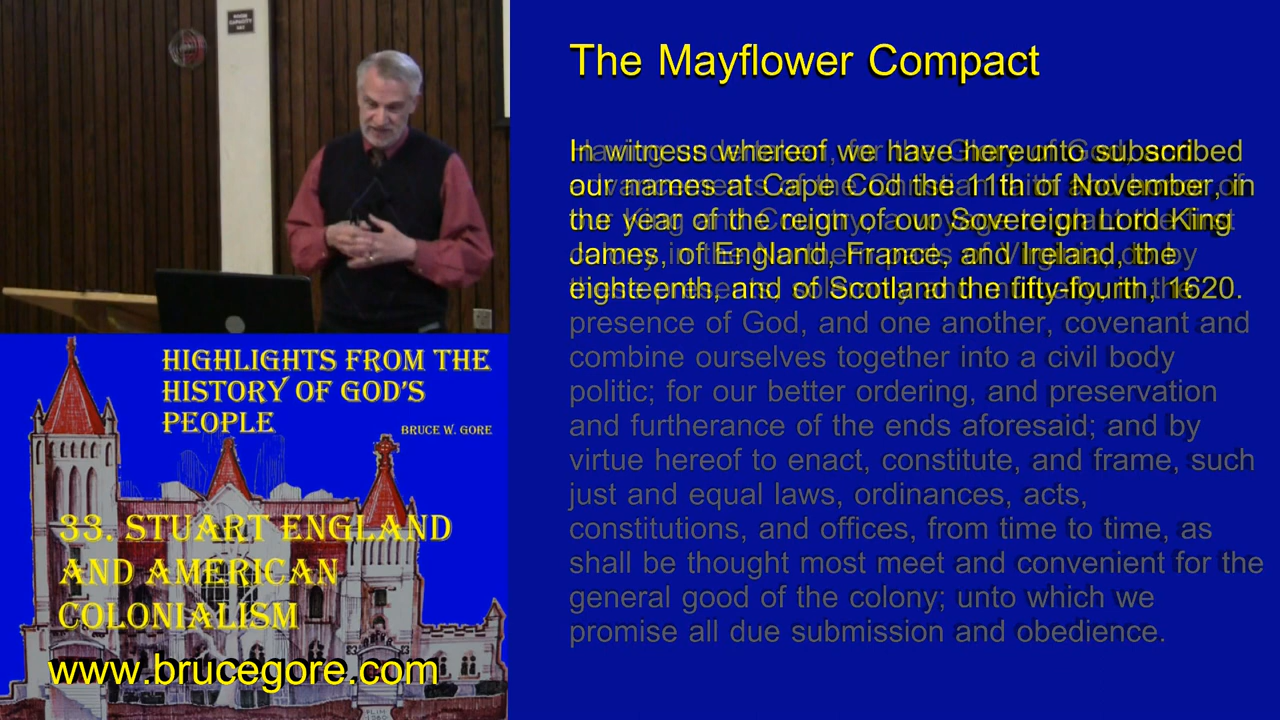 HIGHLIGHTS FROM THE
HISTORY OF GOD'S
PEOPLE
BRUCE W. GORE
33. STUART ENGLAND
AND AMERICAN
COLONIALISM
www.brucegore.com
The Mayflower Compact
In witness whereof we have hereunto subscribed
our names at Cape Cod the 11th of November, in
the year of the reign of our Sovereign Lord King
James, of England, France, and Ireland, the
eighteenth, and of Scotland the fifty-fourth, 1620.
presence of God, and one another, covenant and
combine ourselves together into a civil body
politic; for our better ordering, and preservation
and furtherance of the ends aforesaid; and by
virtue hereof to enact, constitute, and frame, such
just and equal laws, ordinances, acts,
constitutions, and offices, from time to time, as
shall be thought most meet and convenient for the
general good of the colony; unto which we
promise all due submission and obedience.